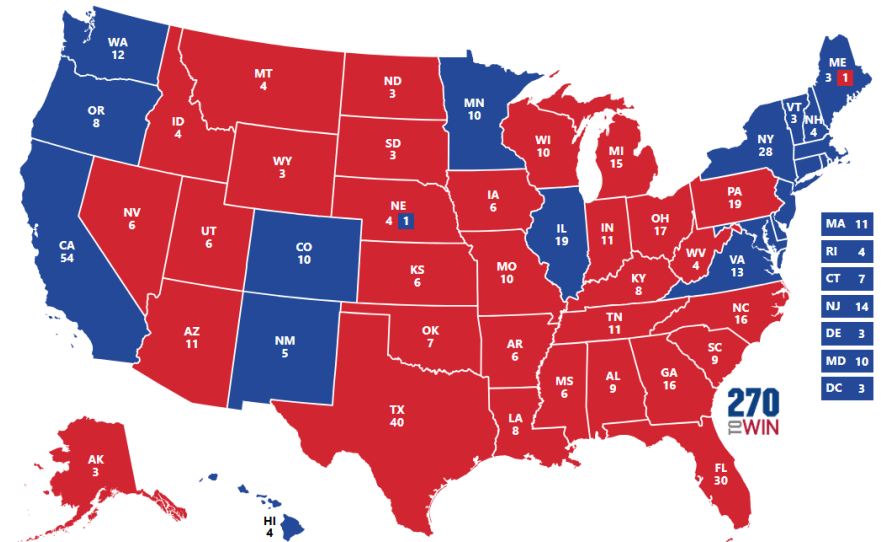 WA
12
OR
8
CA
54
NV
6
ID
4
MT
4
WY
3
UT
6
AZ
11
CO
10
NM
5
ND
3
SD
3
NE
4 1
KS
6
OK
7
TX
40
MN
10
IA
6
MO
10
AR
6
LA
8
WI
10
IL
19
MI
15
IN
11
OH
17
KY
8
TN
11
MS
6
AL
9
GA
16
FL
30
SC
9
NC
16
VA
13
WV
4
PA
19
NY
28
VT
3
NH
4
ME
3 1
MA 11
RI 4
CT 7
NJ 14
DE 3
MD 10
DC 3
270
TO WIN
AK
3
HI
4